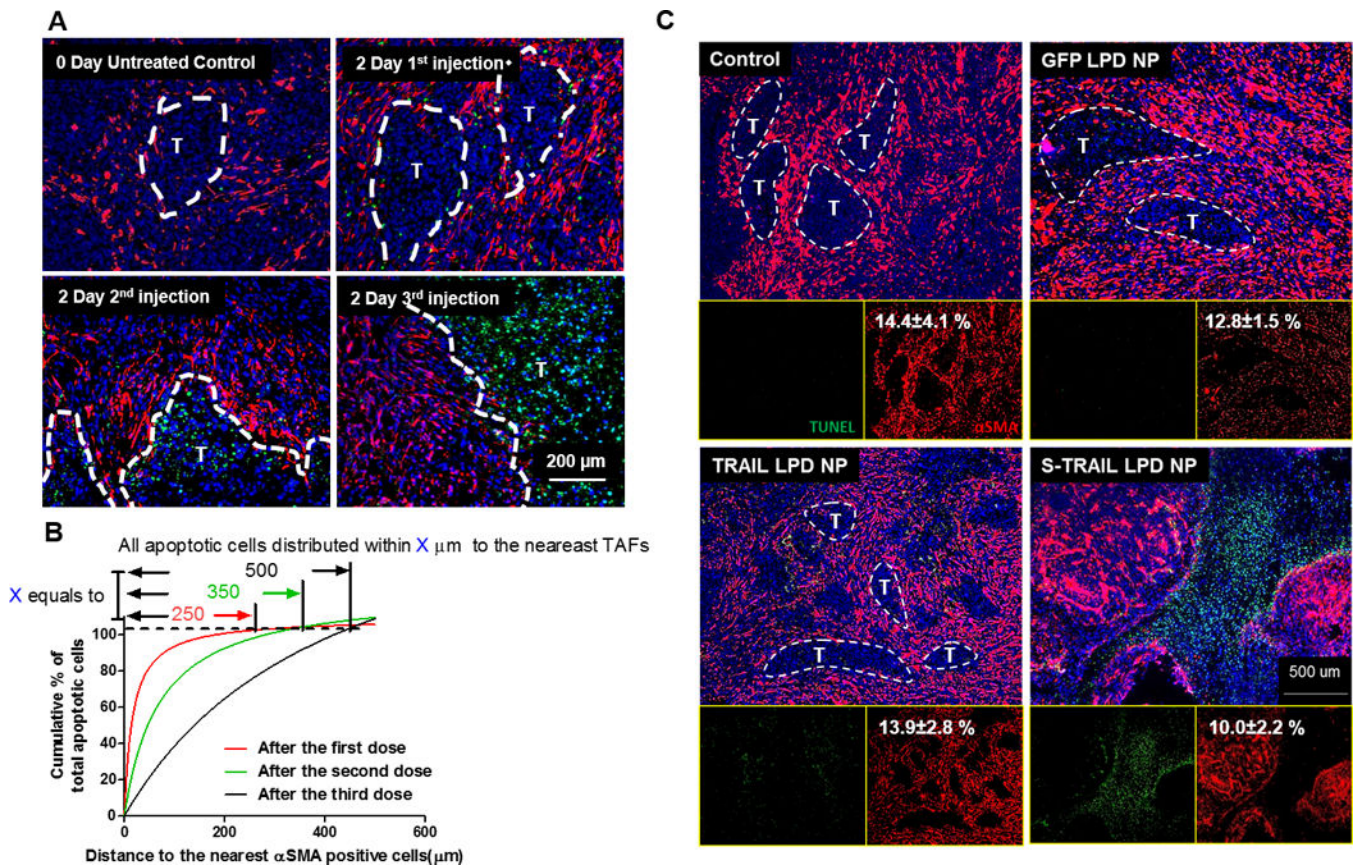 A
0 Day Untreated Control
T
2 Day 1st injection
T
T
2 Day 2nd injection
T
2 Day 3rd injection
T
200 µm
B
All apoptotic cells distributed within X µm to the neareast TAFs
500
350
250
X equals to
100
80
60
40
20
0
Cumulative % of
total apoptotic cells
After the first dose
After the second dose
After the third dose
0
200
400
600
Distance to the nearest αSMA positive cells(µm)
C
Control
T
T
T
T
TUNEL
14.4±4.1 %
αSMA
GFP LPD NP
T
T
12.8±1.5 %
TRAIL LPD NP
T
T
T
T
13.9±2.8 %
S-TRAIL LPD NP
500 um
10.0±2.2 %